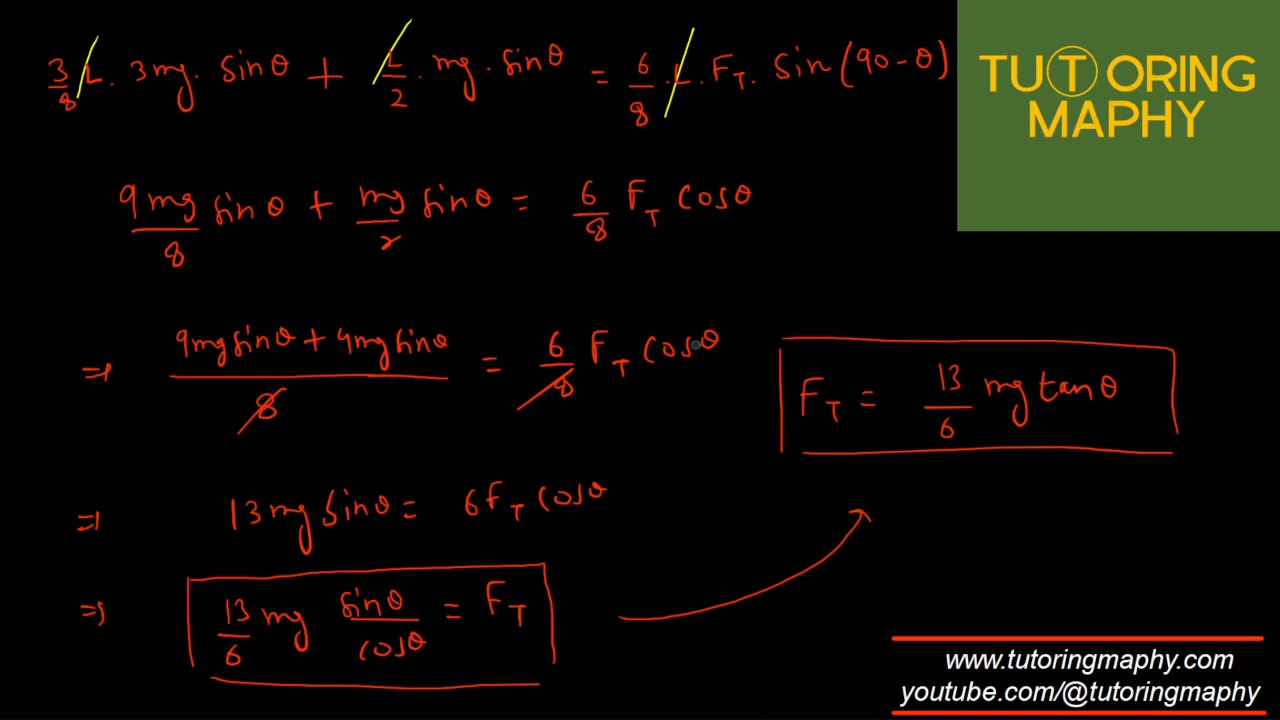 3/8 L. 3mg. sinθ + L/2 . mg. sinθ = 6/8 . L. F_T. Sin(90-θ)
TUTORING
MAPHY
9mg/8 sinθ + mg/2 sinθ = 6/8 F_T cosθ
⇒ (9mg sinθ + 4mg sinθ)/8 = 6/8 F_T cosθ
F_T = 13/6 mg tanθ
⇒ 13mg sinθ = 6F_T cosθ
⇒ 13/6 mg sinθ/cosθ = F_T
www.tutoringmaphy.com
youtube.com/@tutoringmaphy